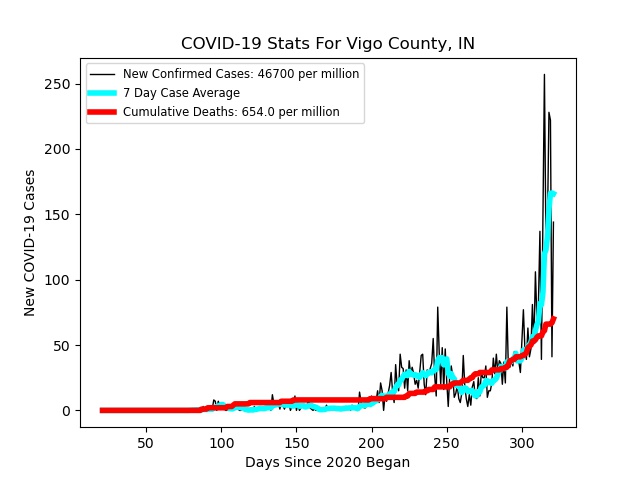 COVID-19 Stats For Vigo County, IN
New Confirmed Cases: 46700 per million
7 Day Case Average
Cumulative Deaths: 654.0 per million
New COVID-19 Cases
250
200
150
100
50
0
50 100 150 200 250 300
Days Since 2020 Began